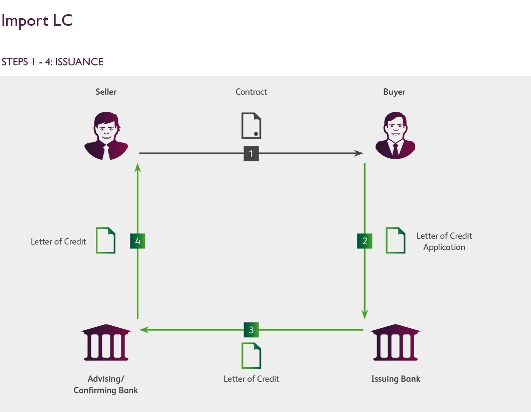 Import LC
STEPS 1 - 4: ISSUANCE
Seller
Contract
Buyer
1
Letter of Credit
4
2
Letter of Credit
Application
3
Advising/
Confirming Bank
Letter of Credit
Issuing Bank